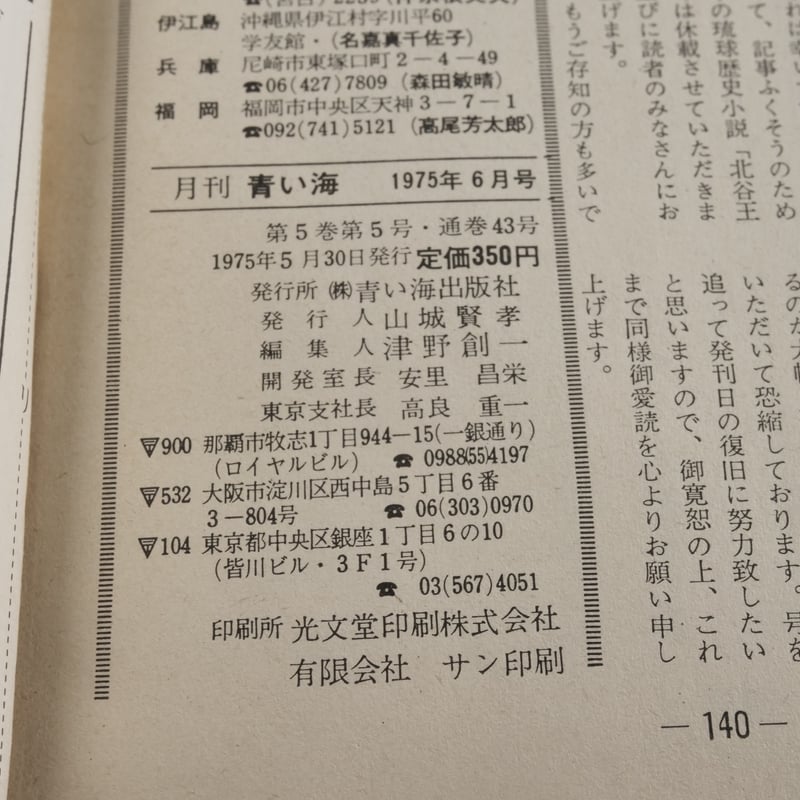 伊江島 沖縄県伊江村字川平60
学友館・(名嘉真千佐子)
兵庫 尼崎市東塚口町2-4-49
☎06(427)7809(森田敏晴)
福岡 福岡市中央区天神3-7-1
☎092(741)5121(高尾芳太郎)
月刊 青い海 1975年6月号
第5巻第5号・通巻43号
1975年5月30日発行 定価350円
発行所 ㈱青い海出版社
発行人 山城賢孝
編集人 津野創一
開発室長 安里 昌栄
東京支社長 高良 重一
〒900 那覇市牧志1丁目944-15(一銀通り)
(ロイヤルビル) ☎ 0988(55)4197
〒532 大阪市淀川区西中島5丁目6番
3-804号 ☎ 06(303)0970
〒104 東京都中央区銀座1丁目6の10
(皆川ビル・3F1号)
☎ 03(567)4051
印刷所 光文堂印刷株式会社
有限会社 サン印刷
て、記事ふくそうのため
の琉球歴史小説「北谷王
は休載させていただきま
びに読者のみなさんにお
げます。
もうご存知の方も多いで
いただいて恐縮しております。号を
追って発刊日の復旧に努力致したい
と思いますので、御寛恕の上、これ
まで同様御愛読を心よりお願い申し
上げます。
— 140 —